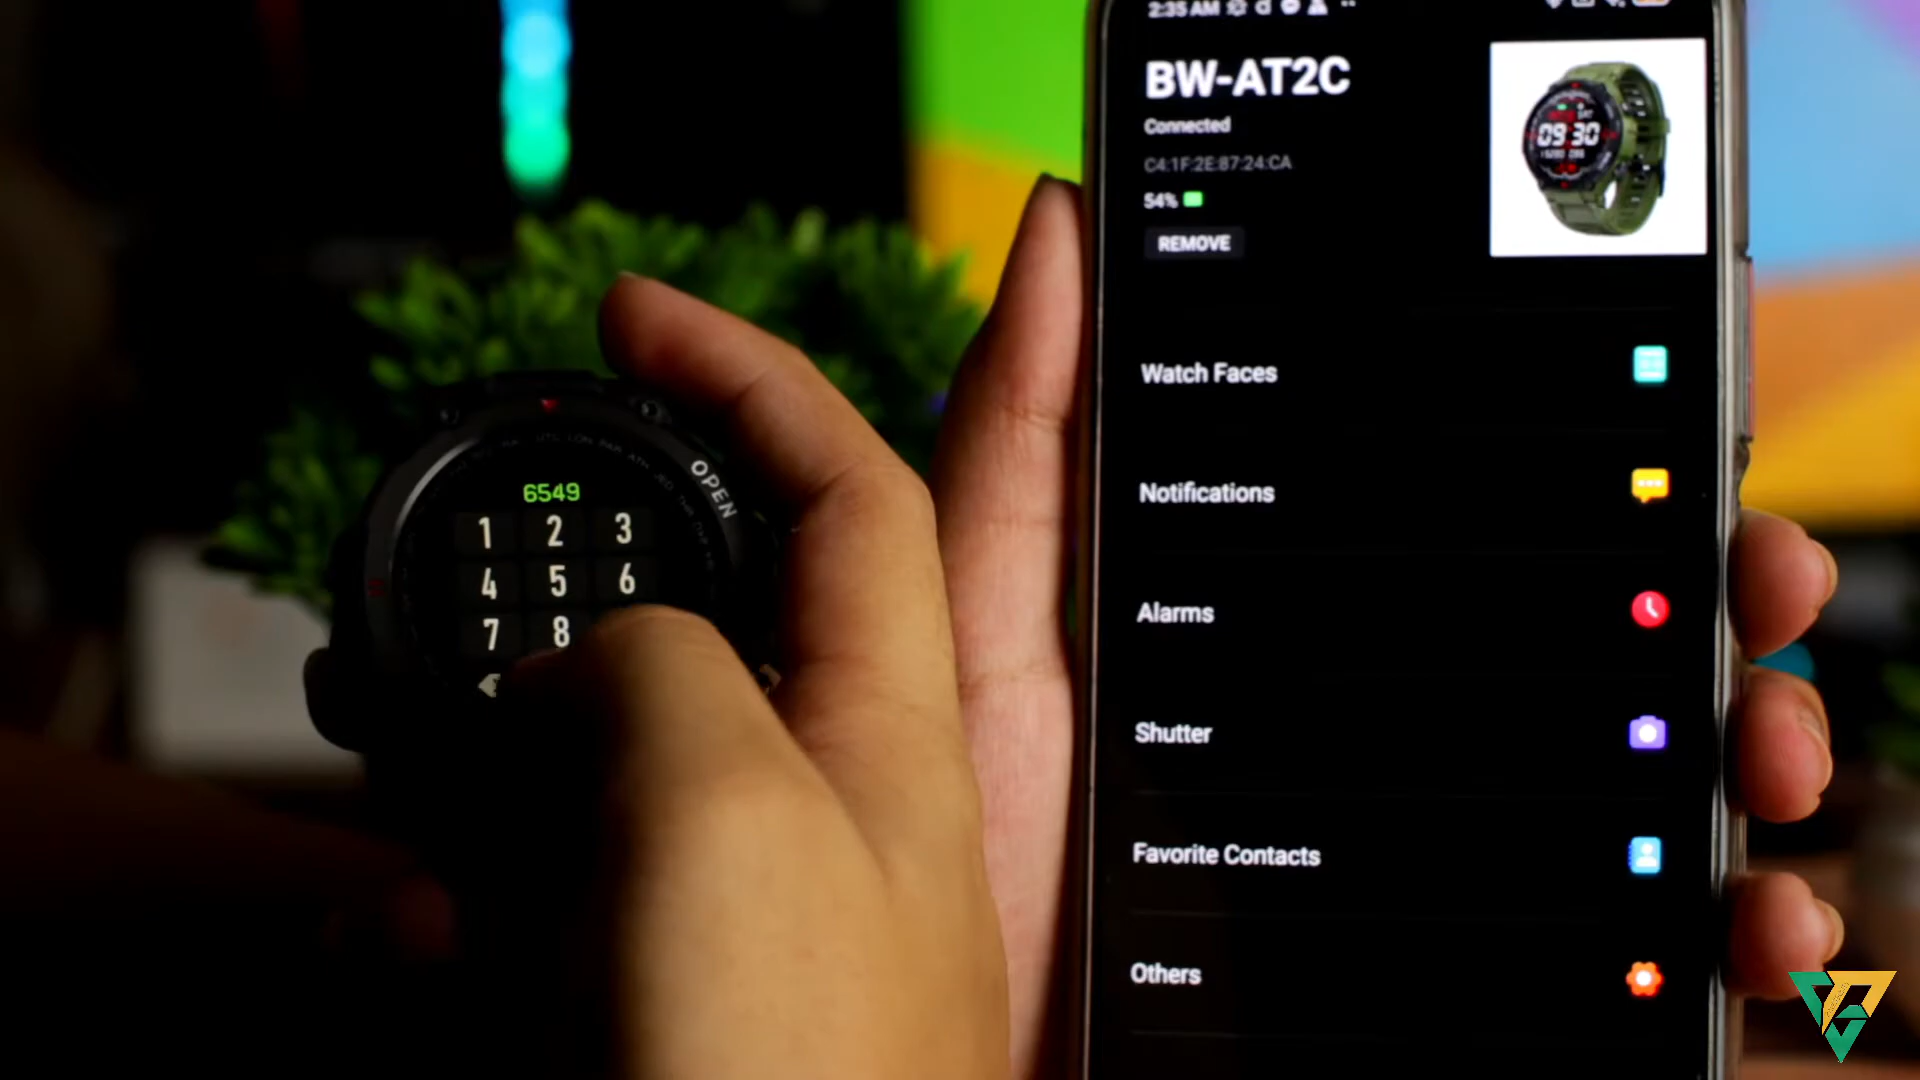 6549
1 2 3
4 5 6
7 8
OPEN
2:35 AM
BW-AT2C
Connected
C4:1F:2E:87:24:CA
54%
REMOVE
09 30
Watch Faces
Notifications
Alarms
Shutter
Favorite Contacts
Others